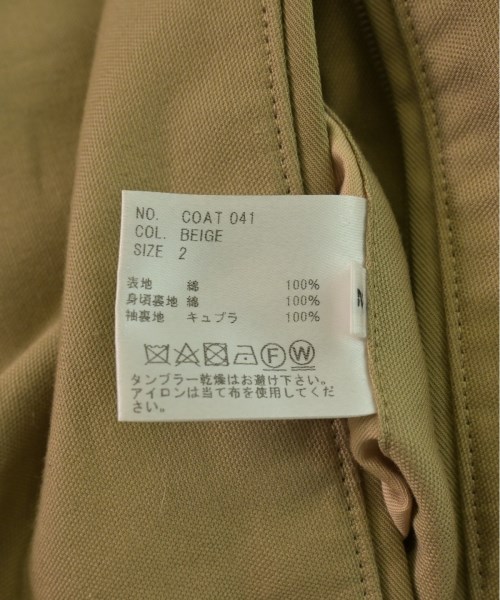 NO. COAT 041
COL. BEIGE
SIZE 2
表地 綿 100%
身頃裏地 綿 100%
袖裏地 キュプラ 100%
F W
タンブラー乾燥はお避け下さい。
アイロンは当て布を使用してくだ
さい。